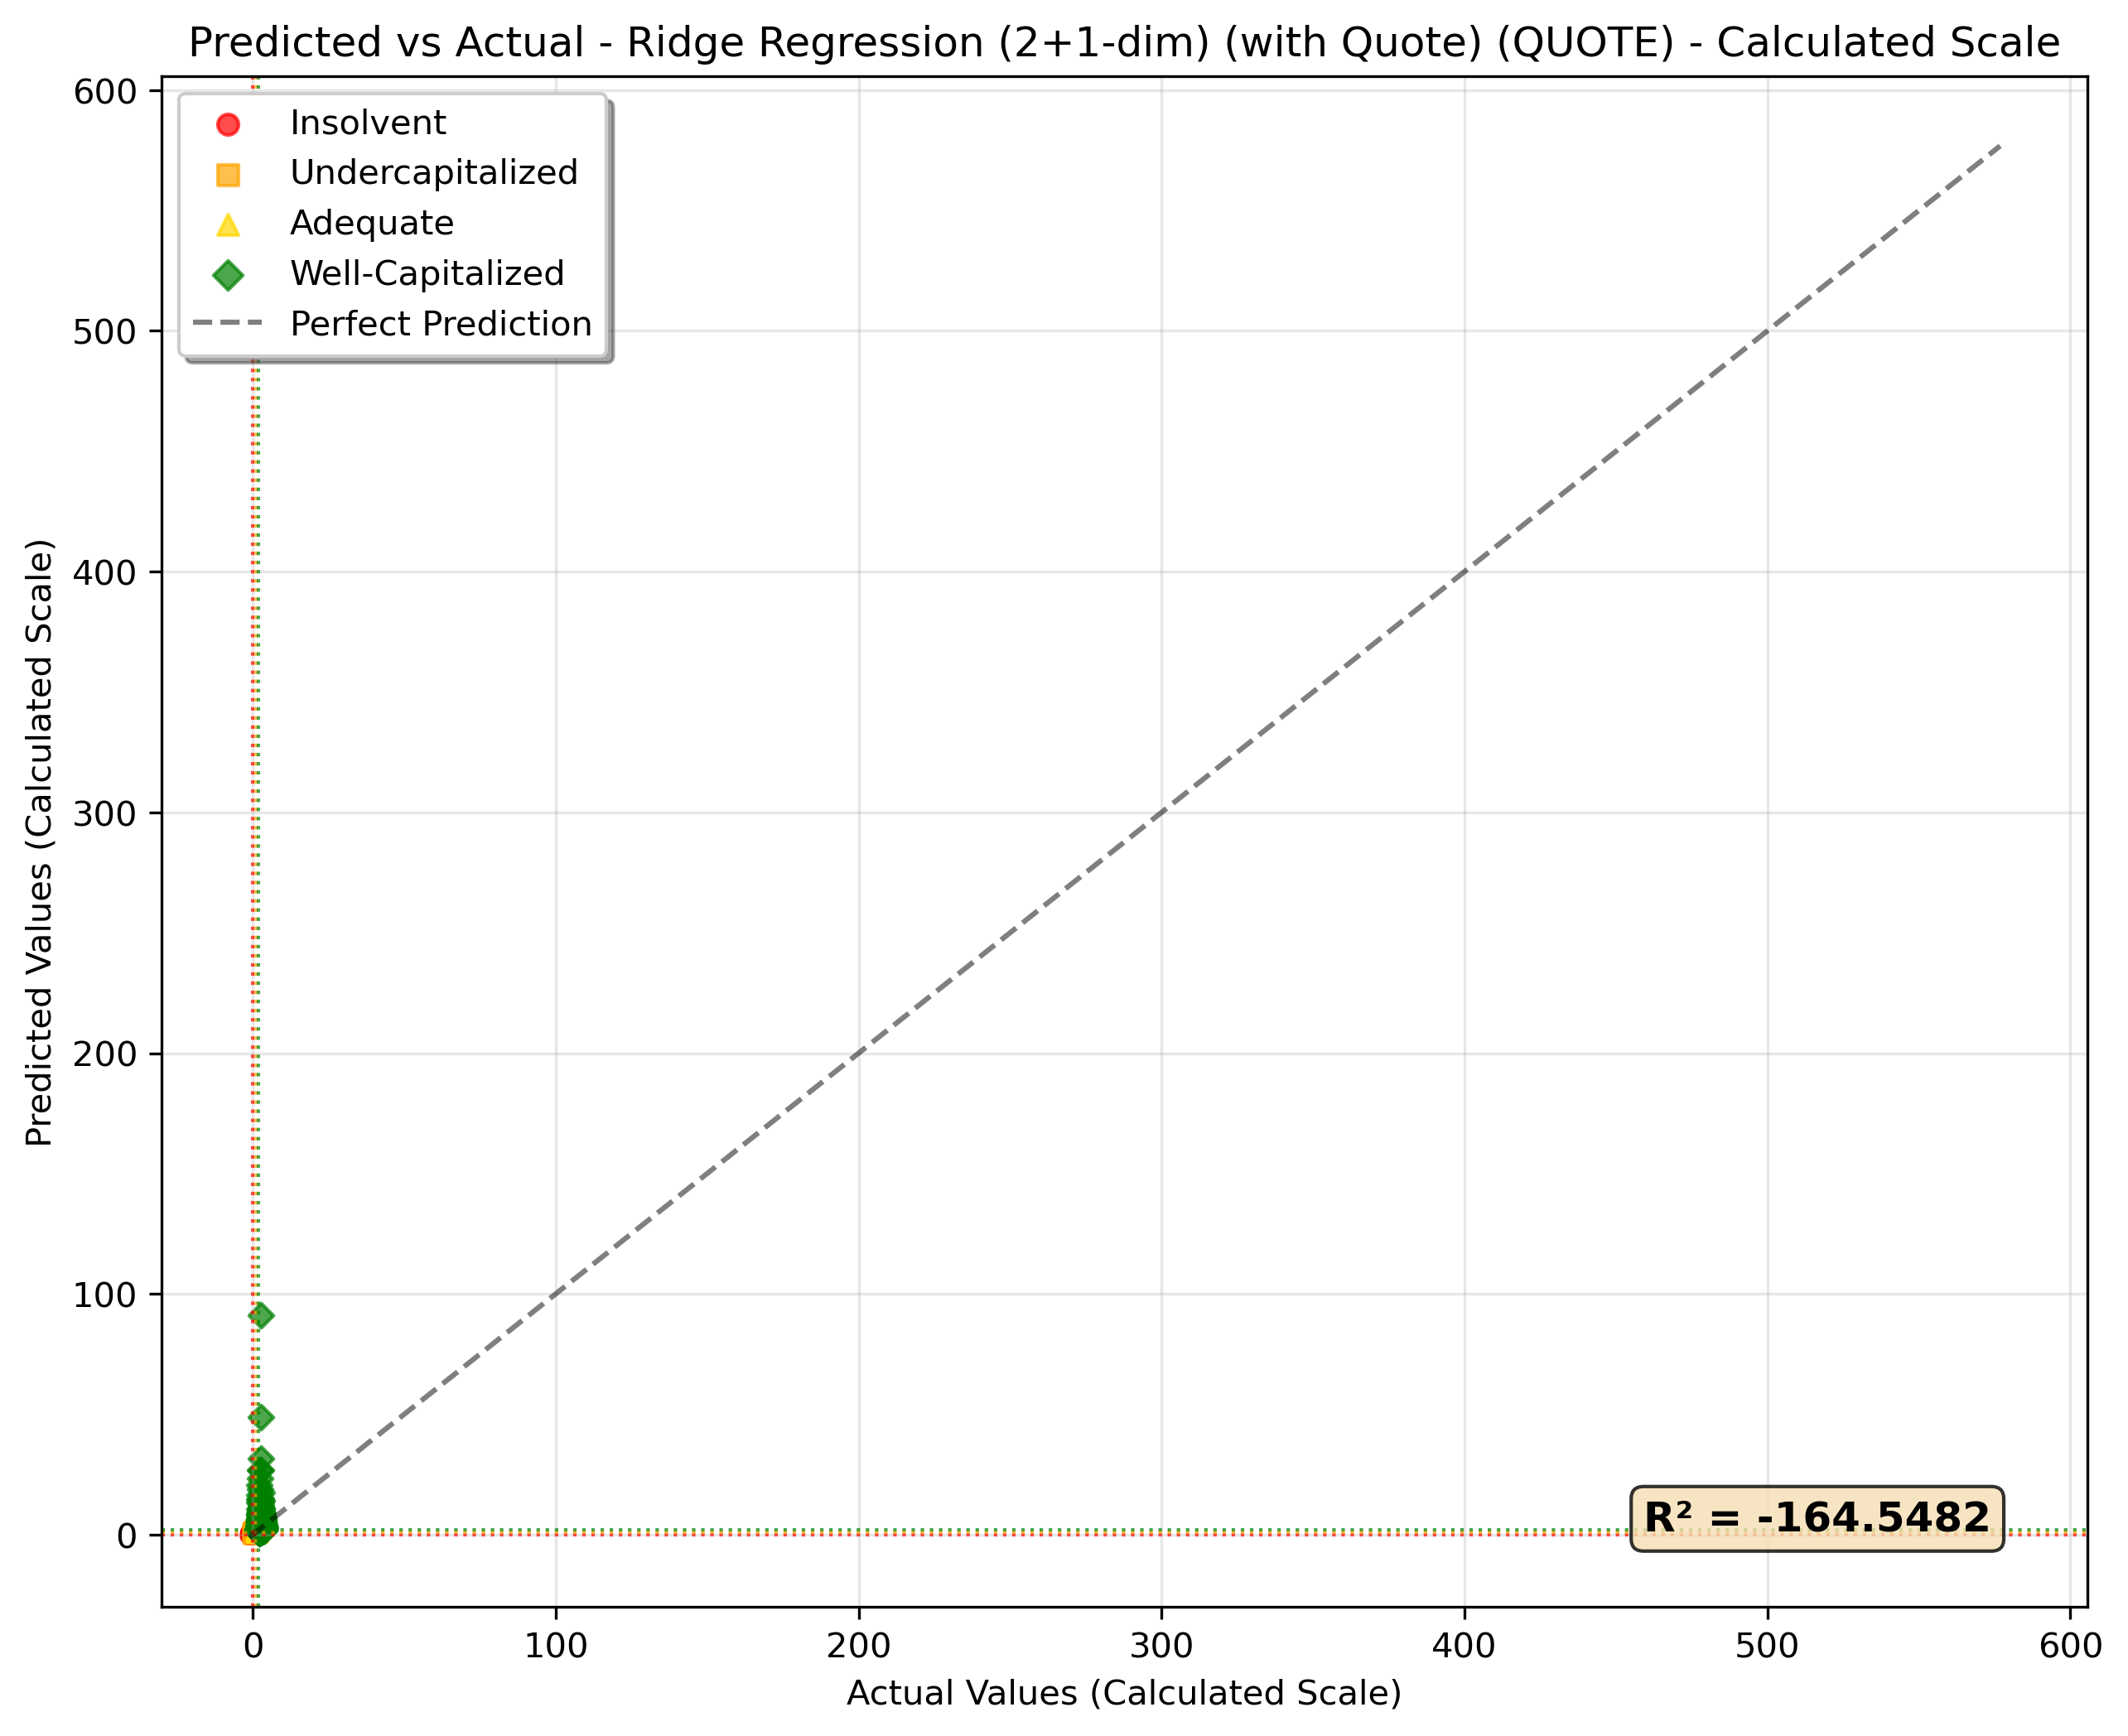 Predicted vs Actual - Ridge Regression (2+1-dim) (with Quote) (QUOTE) - Calculated Scale
600
500
400
300
200
100
0
Predicted Values (Calculated Scale)
Insolvent
Undercapitalized
Adequate
Well-Capitalized
Perfect Prediction
R² = -164.5482
0 100 200 300 400 500 600
Actual Values (Calculated Scale)